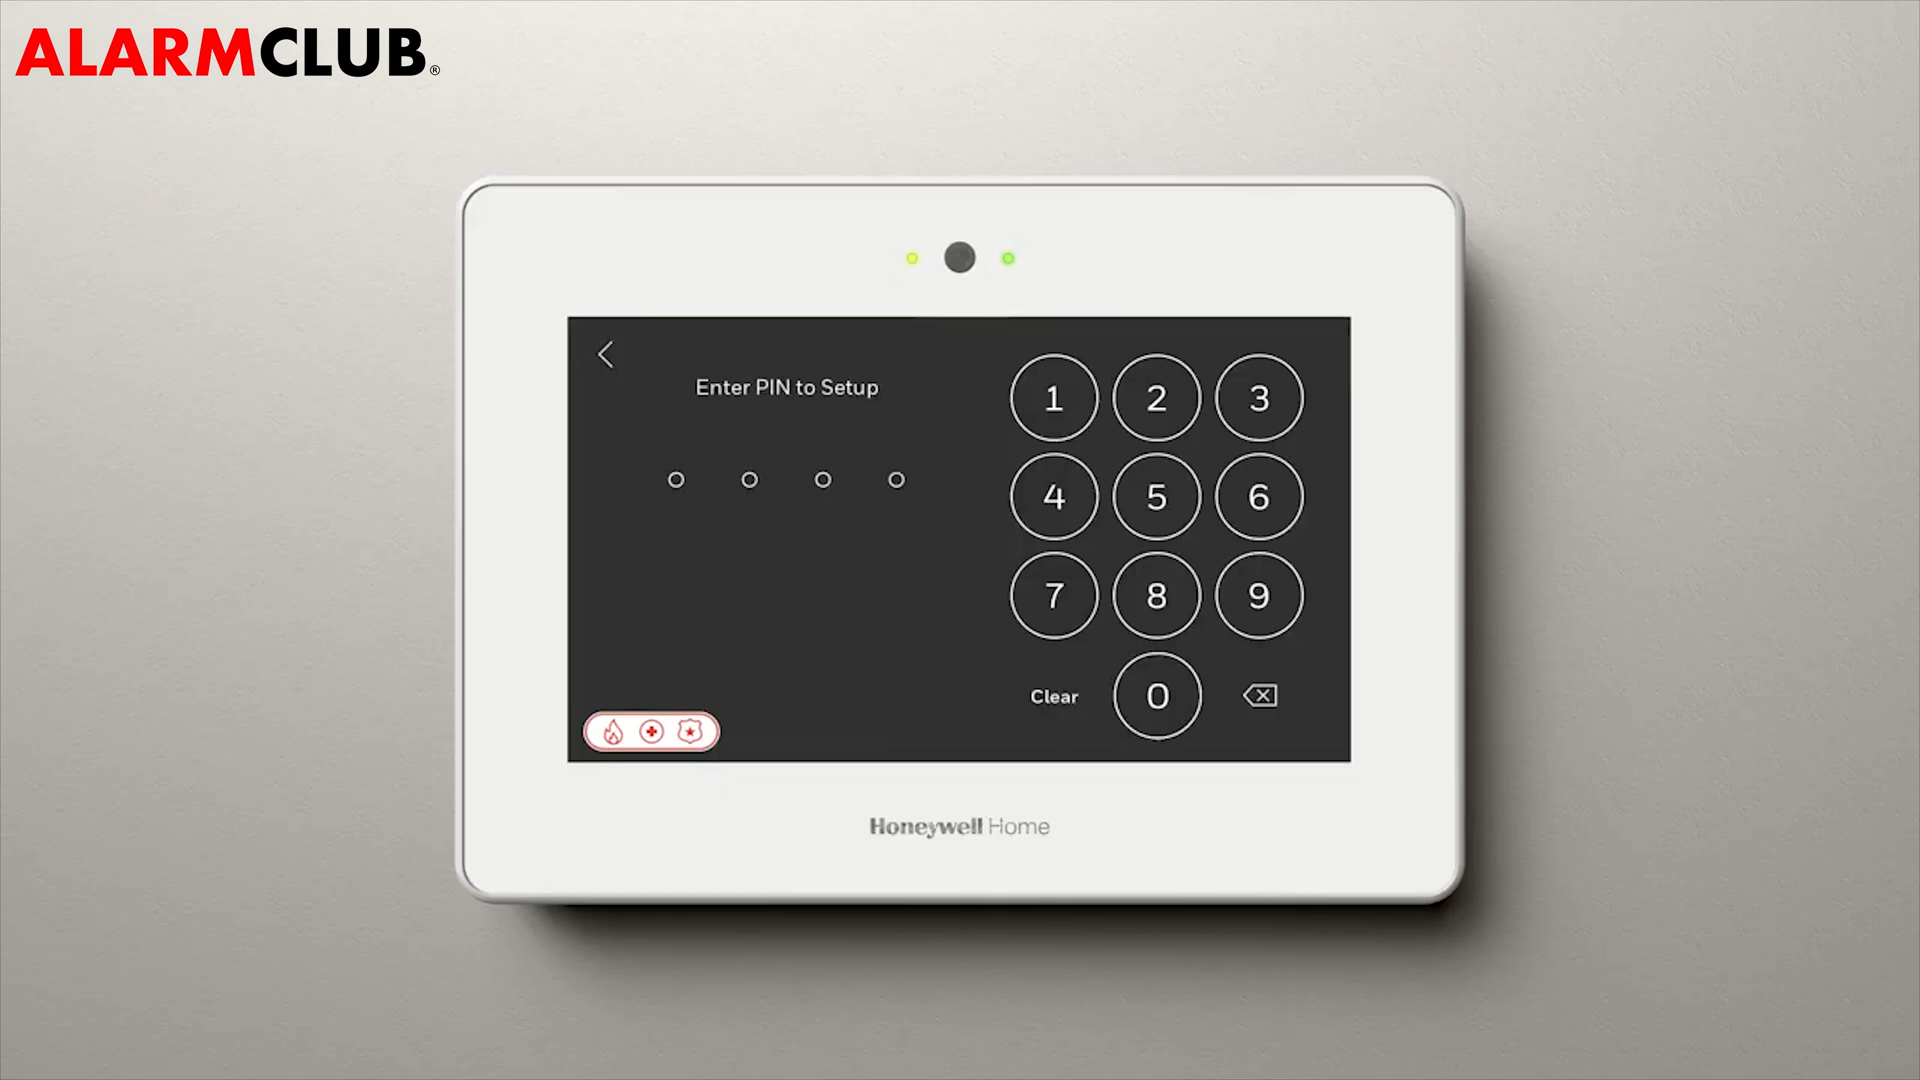 ALARMCLUB®
Enter PIN to Setup
1 2 3
4 5 6
7 8 9
Clear 0
Honeywell Home